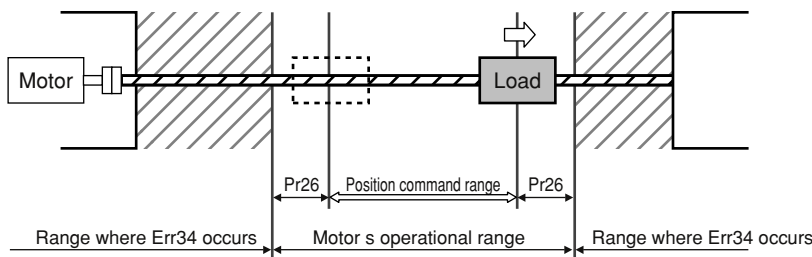 Motor
Load
Pr26
Position command range
Pr26
Range where Err34 occurs
Motor s operational range
Range where Err34 occurs